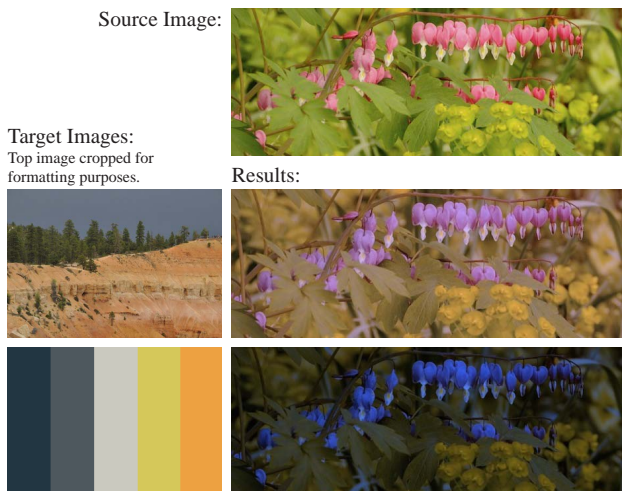 Source Image:
Target Images:
Top image cropped for
formatting purposes.
Results: